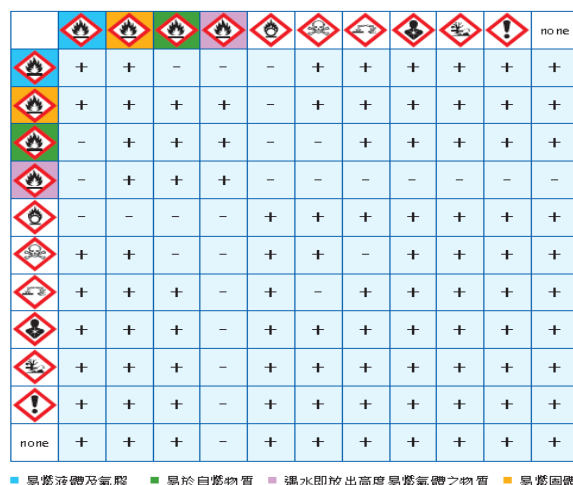 none
+ + – – – + + + + + +
+ + + + – + + + + + +
– + + + – – + + + + +
– + + + – – – – – – –
– – – – + + + + + + +
+ + – – + + – + + + +
+ + + – + – + + + + +
+ + + – + + + + + + +
+ + + – + + + + + + +
+ + + – + + + + + + +
none + + + – + + + + + + +
易燃液體及氣膠 易於自燃物質 遇水即放出高度易燃氣體之物質 易燃固體